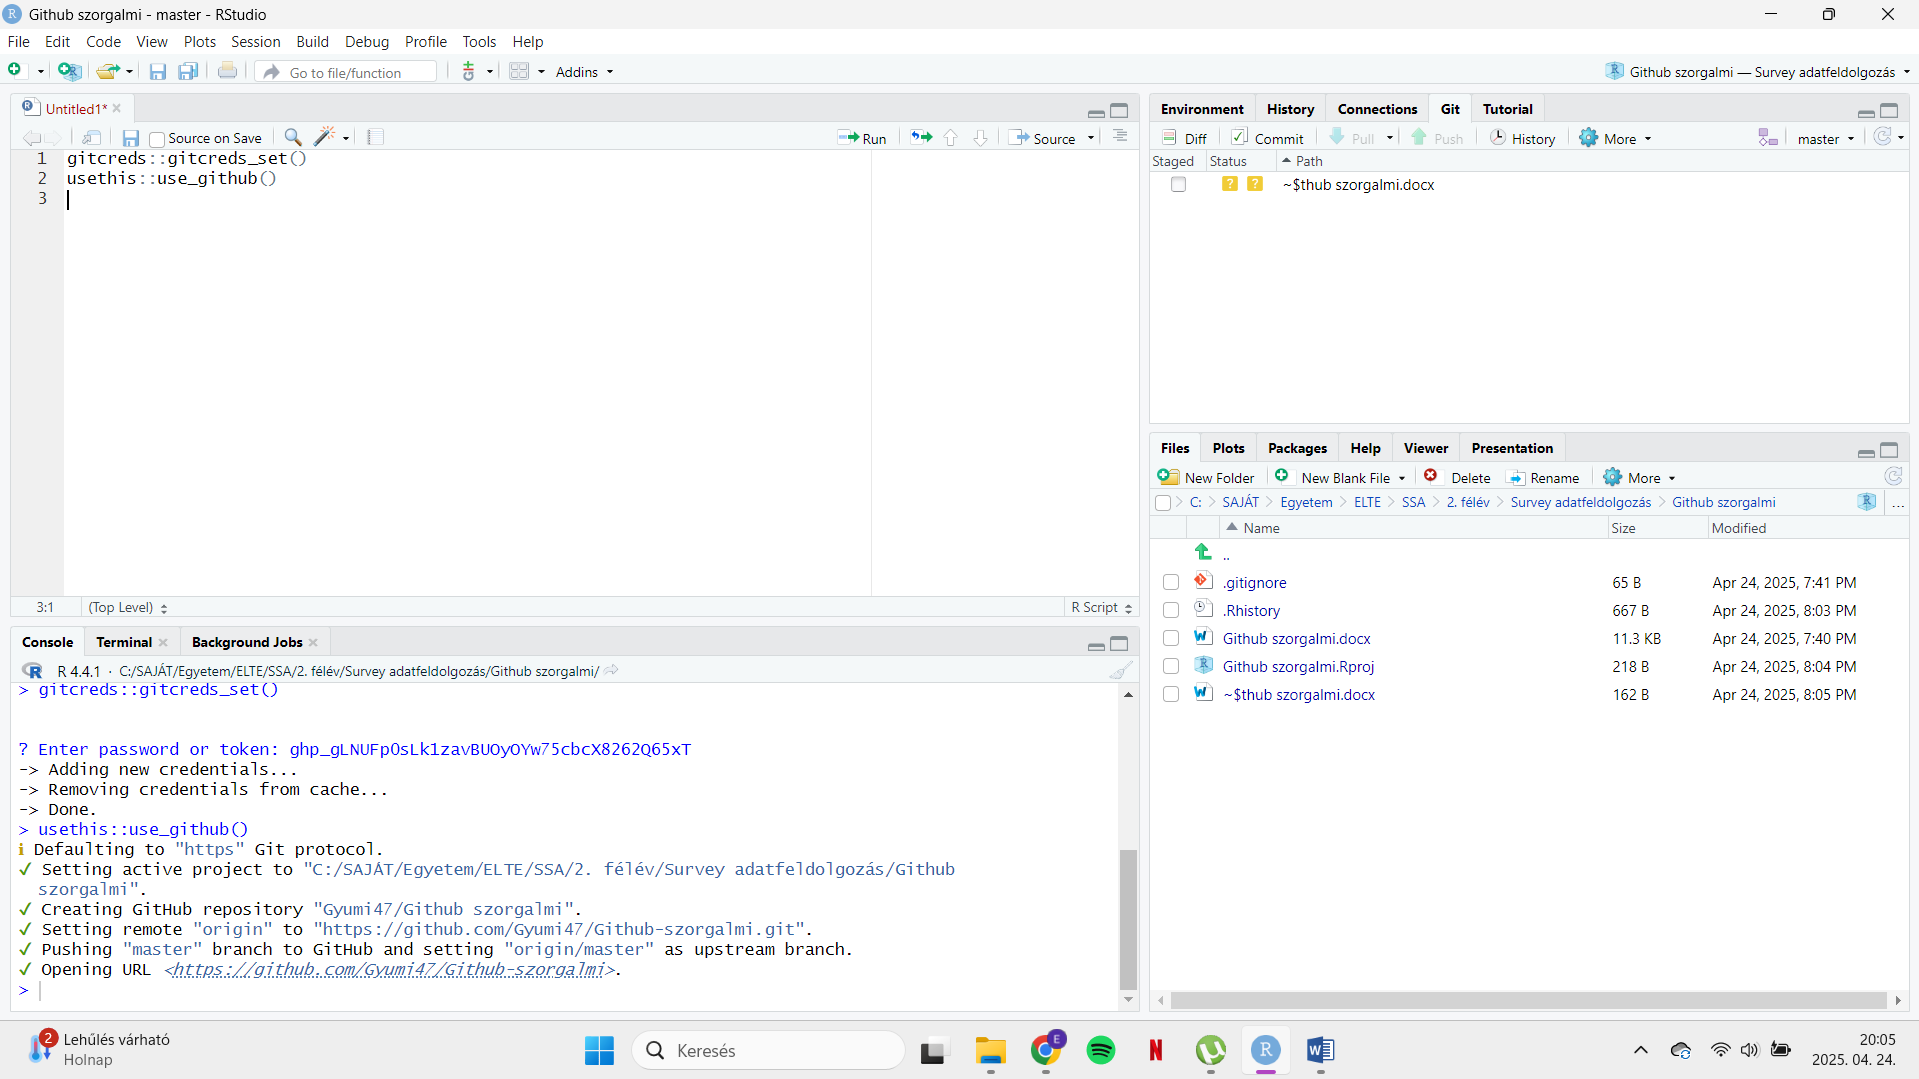 Github szorgalmi - master - RStudio
File Edit Code View Plots Session Build Debug Profile Tools Help
Go to file/function
Addins
Github szorgalmi — Survey adatfeldolgozás
Untitled1*
Source on Save
Run
Source
1 gitcreds::gitcreds_set()
2 usethis::use_github()
3
3:1 (Top Level) R Script
Console Terminal Background Jobs
R 4.4.1 · C:/SAJÁT/Egyetem/ELTE/SSA/2. félév/Survey adatfeldolgozás/Github szorgalmi/
> gitcreds::gitcreds_set()
? Enter password or token: ghp_gLNUFpOsLk1zavBUOyOYw75cbcX8262Q65xT
-> Adding new credentials...
-> Removing credentials from cache...
-> Done.
> usethis::use_github()
i Defaulting to "https" Git protocol.
✓ Setting active project to "C:/SAJÁT/Egyetem/ELTE/SSA/2. félév/Survey adatfeldolgozás/Github
szorgalmi".
✓ Creating GitHub repository "Gyumi47/Github szorgalmi".
✓ Setting remote "origin" to "https://github.com/Gyumi47/Github-szorgalmi.git".
✓ Pushing "master" branch to GitHub and setting "origin/master" as upstream branch.
✓ Opening URL <https://github.com/Gyumi47/Github-szorgalmi>.
>
Environment History Connections Git Tutorial
Diff Commit Pull Push History More master
Staged Status Path
? ? ~$thub szorgalmi.docx
Files Plots Packages Help Viewer Presentation
New Folder New Blank File Delete Rename More
C: SAJÁT Egyetem ELTE SSA 2. félév Survey adatfeldolgozás Github szorgalmi ...
Name Size Modified
..
.gitignore 65 B Apr 24, 2025, 7:41 PM
.Rhistory 667 B Apr 24, 2025, 8:03 PM
Github szorgalmi.docx 11.3 KB Apr 24, 2025, 7:40 PM
Github szorgalmi.Rproj 218 B Apr 24, 2025, 8:04 PM
~$thub szorgalmi.docx 162 B Apr 24, 2025, 8:05 PM
2 Lehűlés várható
Holnap
Keresés
E
20:05
2025. 04. 24.